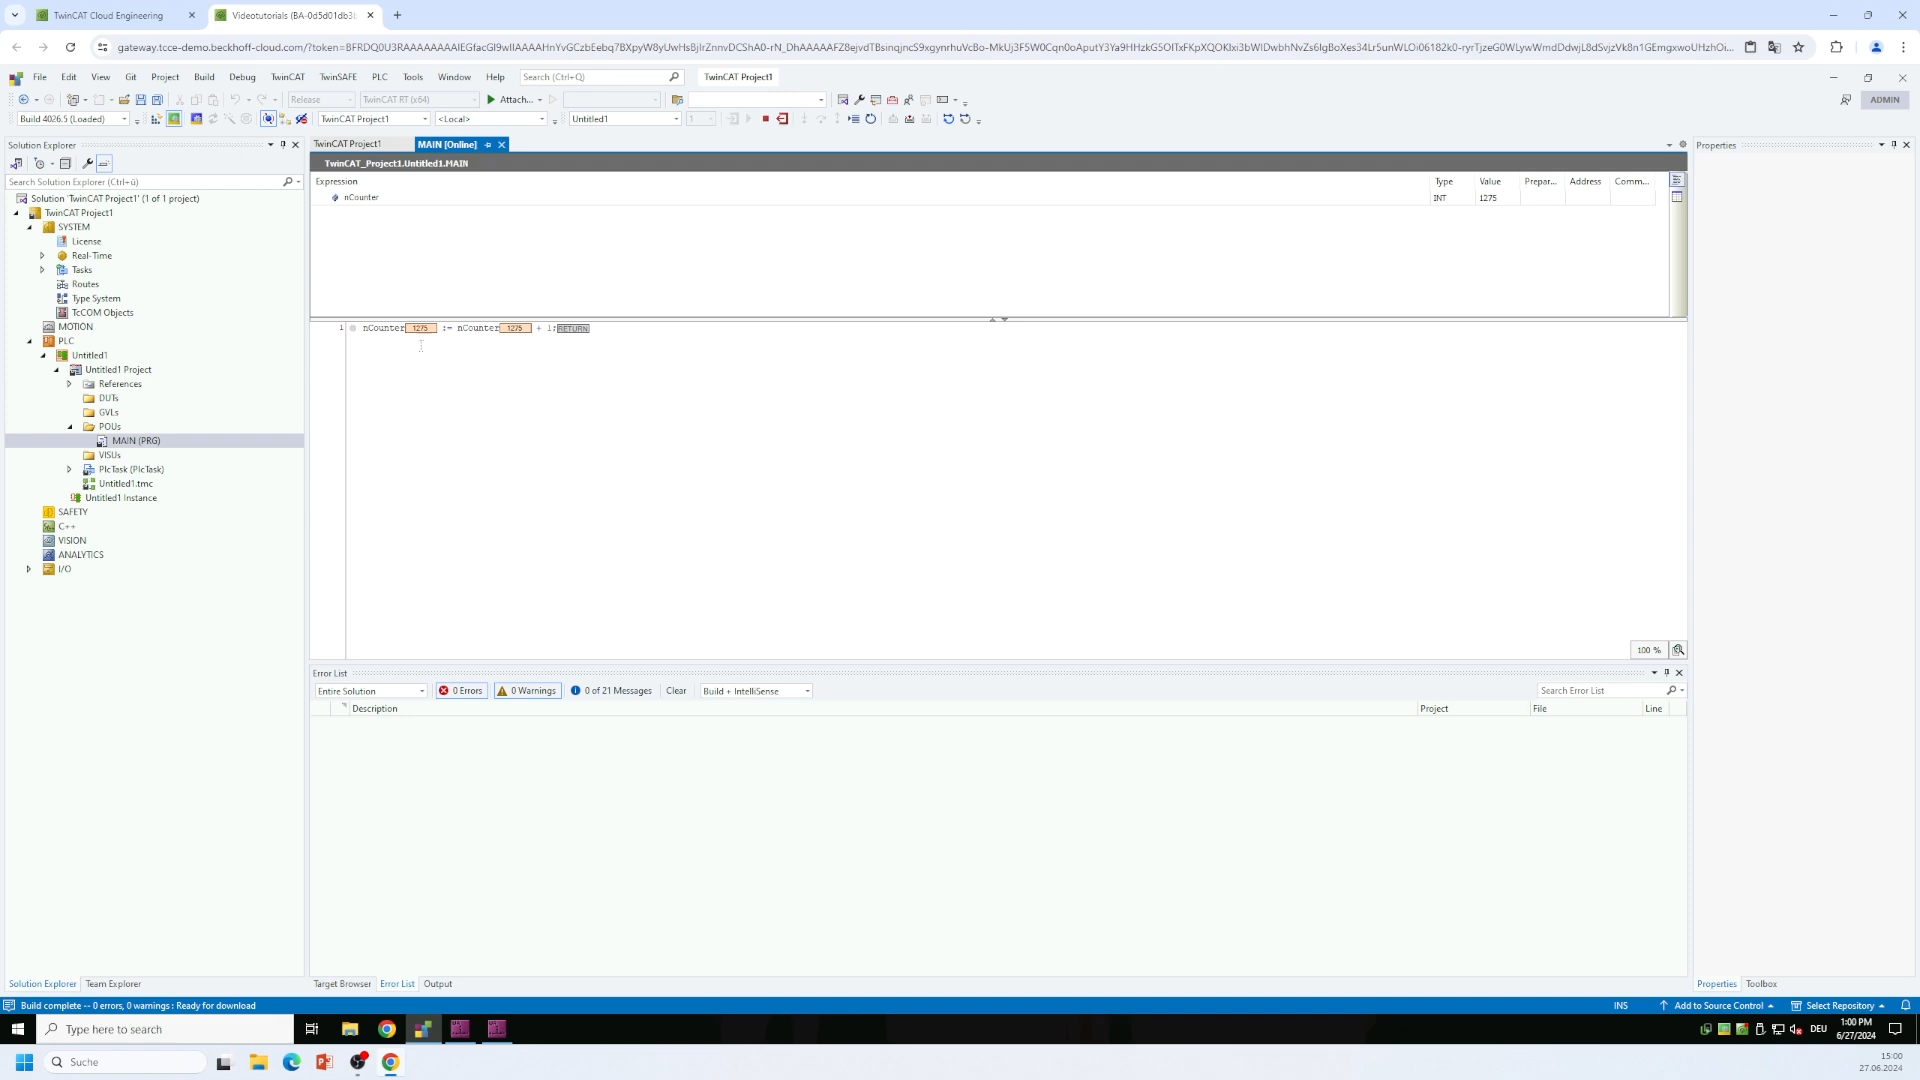 TwinCAT Cloud Engineering
Videotutorials (BA-0d5d01db3
gateway.tcce-demo.beckhoff-cloud.com/?token=
File Edit View Git Project Build Debug TwinCAT TwinSAFE PLC Tools Window Help Search (Ctrl+Q) TwinCAT Project1
Release TwinCAT RT (x64) Attach... ADMIN
Build 4026.5 (Loaded) TwinCAT Project1 <Local> Untitled1 1
Solution Explorer
Search Solution Explorer (Ctrl+ü)
Solution 'TwinCAT Project1' (1 of 1 project)
TwinCAT Project1
SYSTEM
License
Real-Time
Tasks
Routes
Type System
TcCOM Objects
MOTION
PLC
Untitled1
Untitled1 Project
References
DUTs
GVLs
POUs
MAIN (PRG)
VISUs
PlcTask (PlcTask)
Untitled1.tmc
Untitled1 Instance
SAFETY
C++
VISION
ANALYTICS
I/O
Solution Explorer Team Explorer
TwinCAT Project1 MAIN [Online]
TwinCAT_Project1.Untitled1.MAIN
Expression Type Value Prepar... Address Comm...
nCounter INT 1275
1 nCounter 1275 := nCounter 1275 + 1; RETURN
100 %
Error List
Entire Solution 0 Errors 0 Warnings 0 of 21 Messages Clear Build + IntelliSense Search Error List
Description Project File Line
Target Browser Error List Output
Properties
Properties Toolbox
Build complete -- 0 errors, 0 warnings : Ready for download INS Add to Source Control Select Repository
Type here to search DEU 1:00 PM
6/27/2024
Suche 15:00
27.06.2024